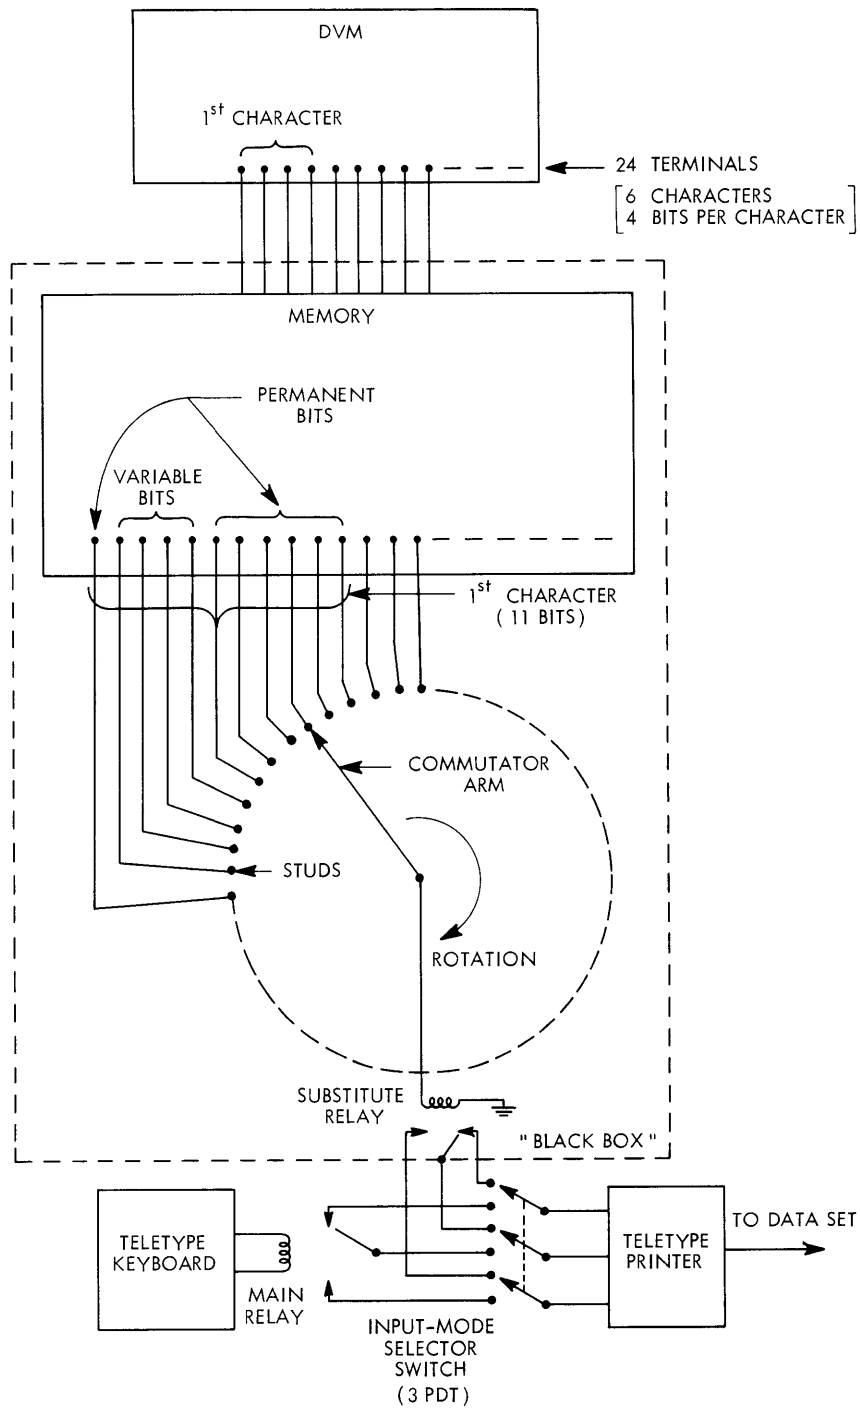 DVM
1st CHARACTER
24 TERMINALS
[6 CHARACTERS
4 BITS PER CHARACTER]
MEMORY
PERMANENT
BITS
VARIABLE
BITS
1st CHARACTER
(11 BITS)
COMMUTATOR
ARM
STUDS
ROTATION
SUBSTITUTE
RELAY
"BLACK BOX"
TELETYPE
KEYBOARD
MAIN
RELAY
INPUT-MODE
SELECTOR
SWITCH
(3 PDT)
TELETYPE
PRINTER
TO DATA SET